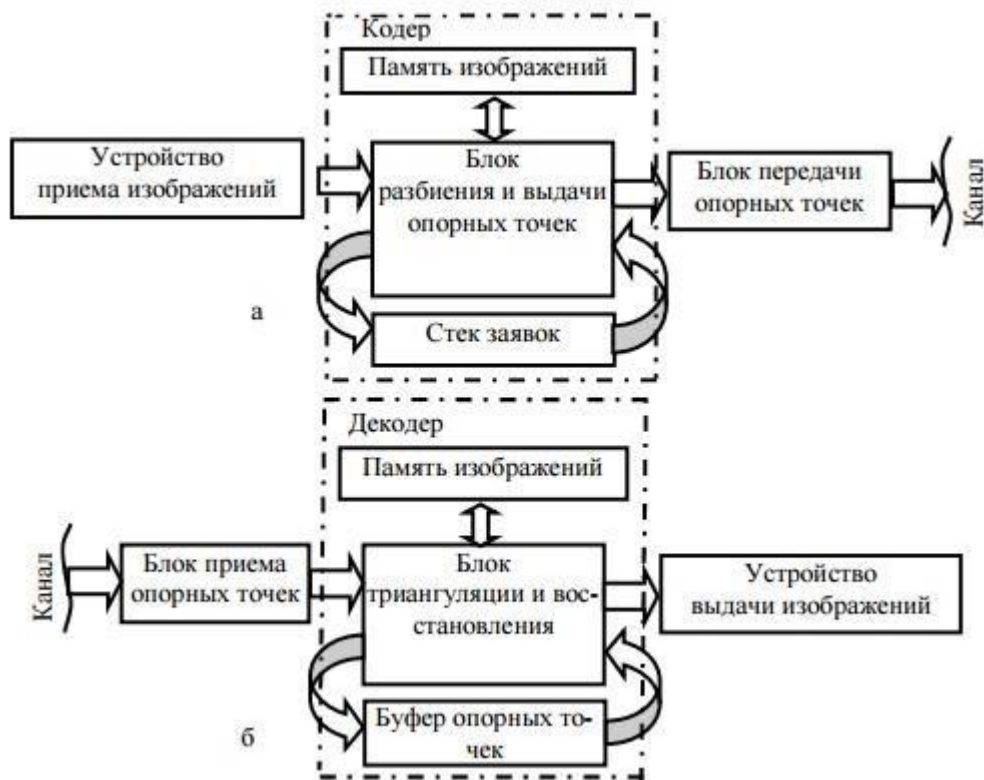 Кодер
Память изображений
Устройство
приема изображений
Блок
разбиения и выдачи
опорных точек
Блок передачи
опорных точек
Канал
Стек заявок
а
Декодер
Память изображений
Канал
Блок приема
опорных точек
Блок
триангуляции и вос-
становления
Устройство
выдачи изображений
Буфер опорных то-
чек
б